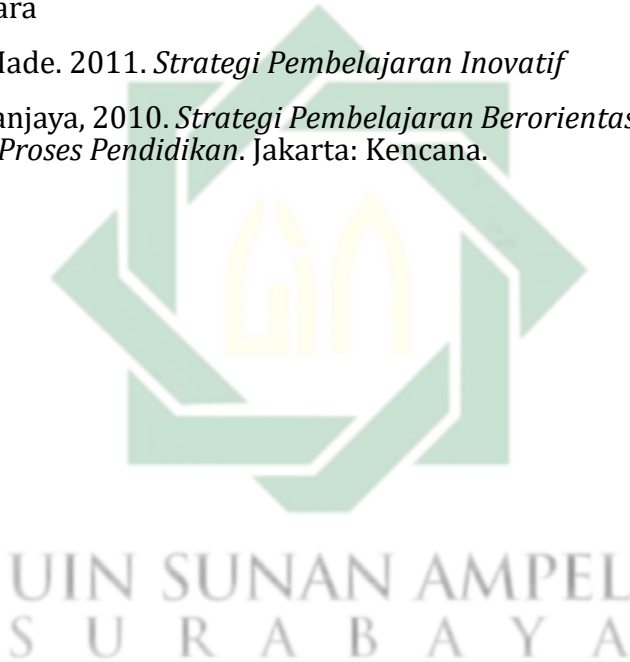 ara
Made. 2011. Strategi Pembelajaran Inovatif
anjaya, 2010. Strategi Pembelajaran Berorientas
Proses Pendidikan. Jakarta: Kencana.
UIN SUNAN AMPEL
S U R A B A Y A